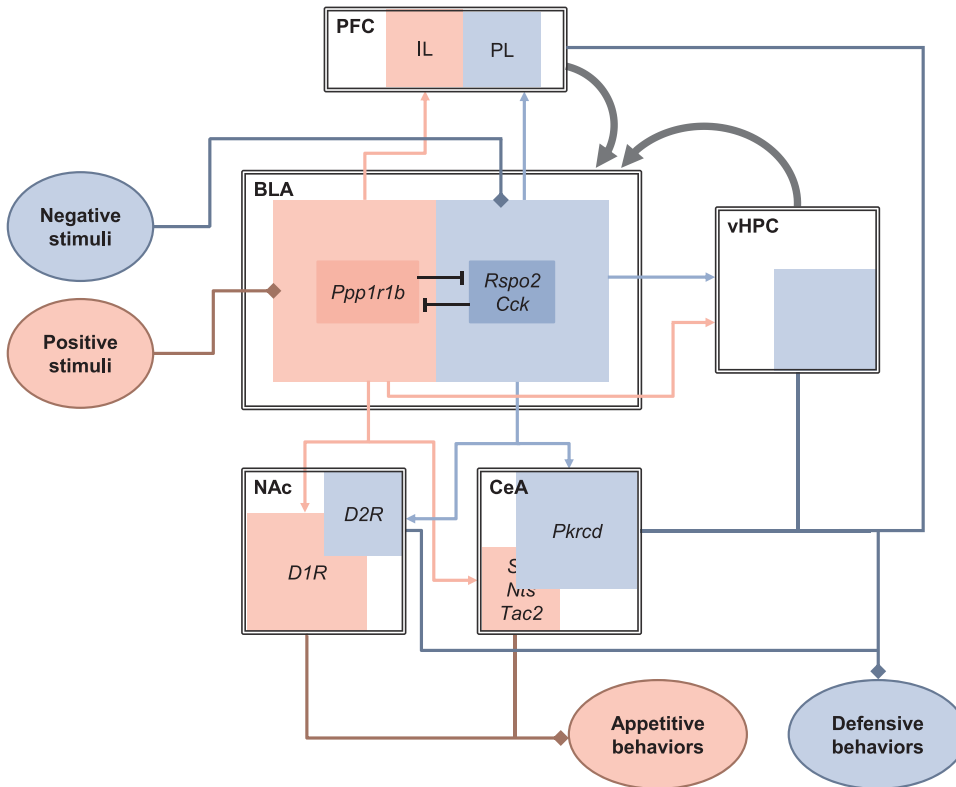 PFC
IL
PL
Negative
stimuli
BLA
vHPC
Ppp1r1b
Rspo2
Cck
Positive
stimuli
NAc
D2R
D1R
CeA
Pkrcd
Nts
Tac2
Appetitive
behaviors
Defensive
behaviors